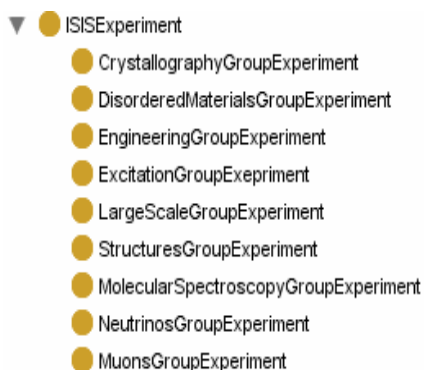 ISISExperiment
CrystallographyGroupExperiment
DisorderedMaterialsGroupExperiment
EngineeringGroupExperiment
ExcitationGroupExepriment
LargeScaleGroupExperiment
StructuresGroupExperiment
MolecularSpectroscopyGroupExperiment
NeutrinosGroupExperiment
MuonsGroupExperiment